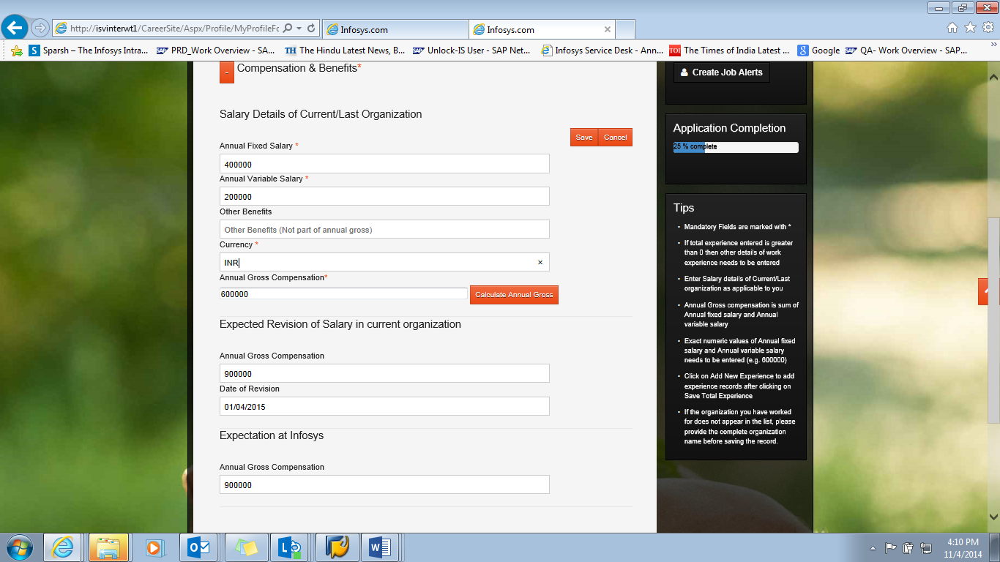 http://isvinterwt1/CareerSite/Aspx/Profile/MyProfileFc
Infosys.com
Infosys.com
Sparsh – The Infosys Intra...
PRD_Work Overview - SA...
TH The Hindu Latest News, B...
Unlock-IS User - SAP Net...
Infosys Service Desk - Ann...
TOI The Times of India Latest ...
Google
QA- Work Overview - SAP...
- Compensation & Benefits*
Salary Details of Current/Last Organization
Save Cancel
Annual Fixed Salary *
400000
Annual Variable Salary *
200000
Other Benefits
Other Benefits (Not part of annual gross)
Currency *
INR
Annual Gross Compensation*
600000
Calculate Annual Gross
Expected Revision of Salary in current organization
Annual Gross Compensation
900000
Date of Revision
01/04/2015
Expectation at Infosys
Annual Gross Compensation
900000
Create Job Alerts
Application Completion
25 % complete
Tips
• Mandatory Fields are marked with *
• If total experience entered is greater
than 0 then other details of work
experience needs to be entered
• Enter Salary details of Current/Last
organization as applicable to you
• Annual Gross compensation is sum of
Annual fixed salary and Annual
variable salary
• Exact numeric values of Annual fixed
salary and Annual variable salary
needs to be entered (e.g. 600000)
• Click on Add New Experience to add
experience records after clicking on
Save Total Experience
• If the organization you have worked
for does not appear in the list, please
provide the complete organization
name before saving the record.
4:10 PM
11/4/2014